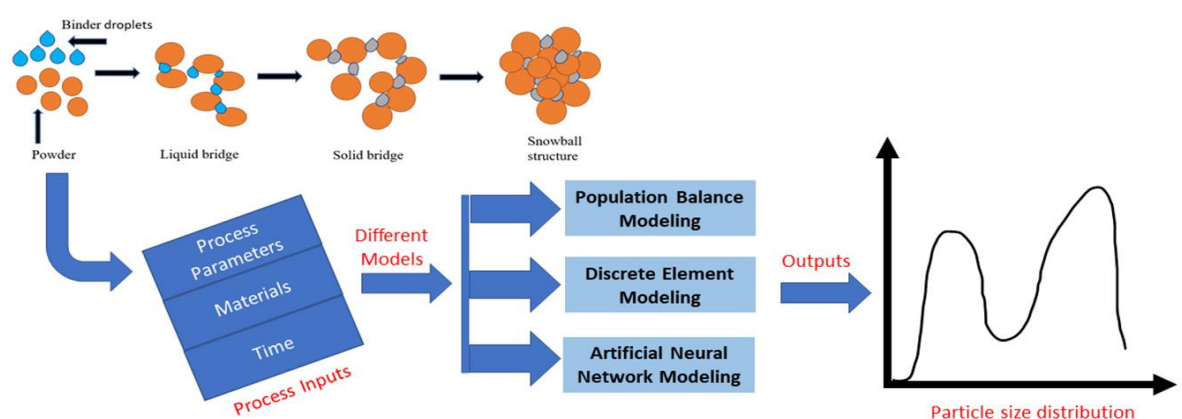 Binder droplets
Powder
Liquid bridge
Solid bridge
Snowball
structure
Process
Parameters
Materials
Time
Process Inputs
Different
Models
Population Balance
Modeling
Discrete Element
Modeling
Artificial Neural
Network Modeling
Outputs
Particle size distribution